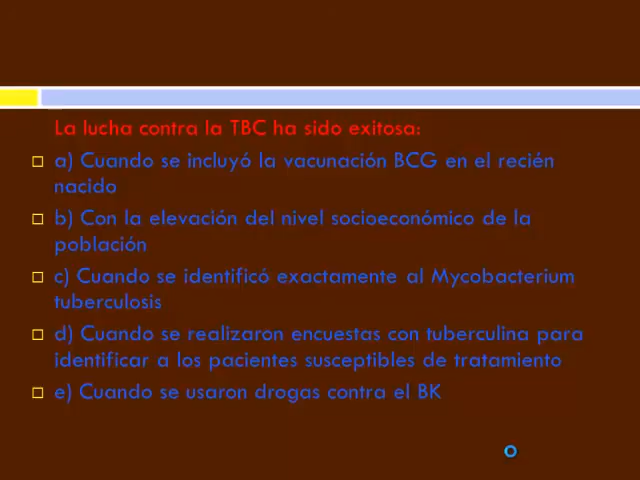 La lucha contra la TBC ha sido exitosa:
a) Cuando se incluyó la vacunación BCG en el recién
nacido
b) Con la elevación del nivel socioeconómico de la
población
c) Cuando se identificó exactamente al Mycobacterium
tuberculosis
d) Cuando se realizaron encuestas con tuberculina para
identificar a los pacientes susceptibles de tratamiento
e) Cuando se usaron drogas contra el BK